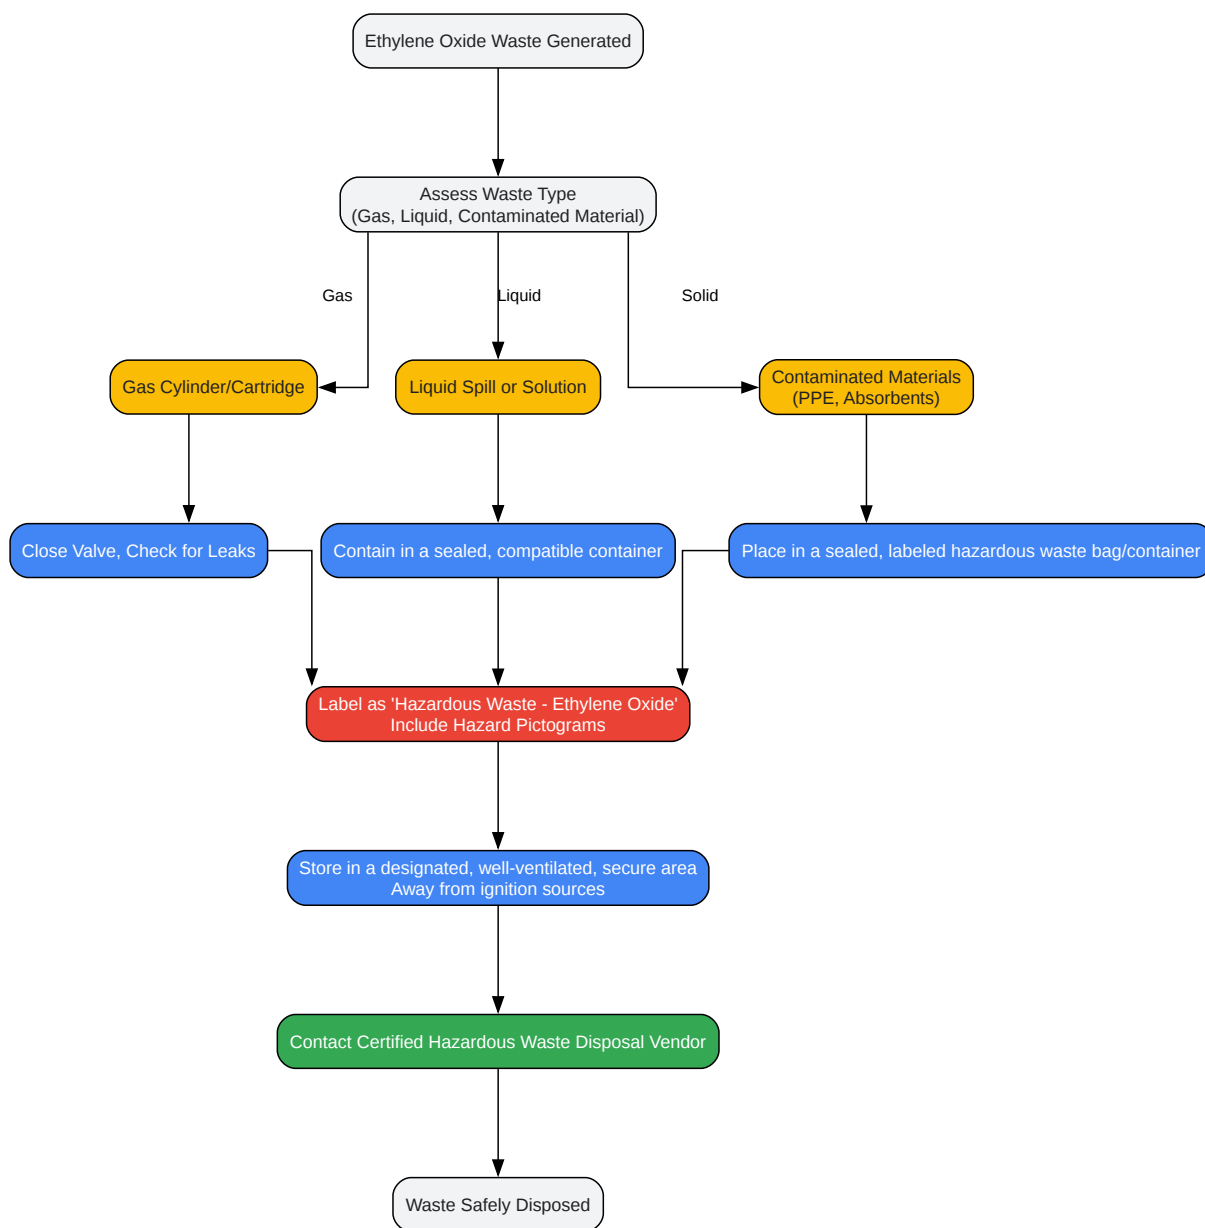 Ethylene Oxide Waste Generated
Assess Waste Type
(Gas, Liquid, Contaminated Material)
Gas
Liquid
Solid
Gas Cylinder/Cartridge
Liquid Spill or Solution
Contaminated Materials
(PPE, Absorbents)
Close Valve, Check for Leaks
Contain in a sealed, compatible container
Place in a sealed, labeled hazardous waste bag/container
Label as 'Hazardous Waste - Ethylene Oxide'
Include Hazard Pictograms
Store in a designated, well-ventilated, secure area
Away from ignition sources
Contact Certified Hazardous Waste Disposal Vendor
Waste Safely Disposed